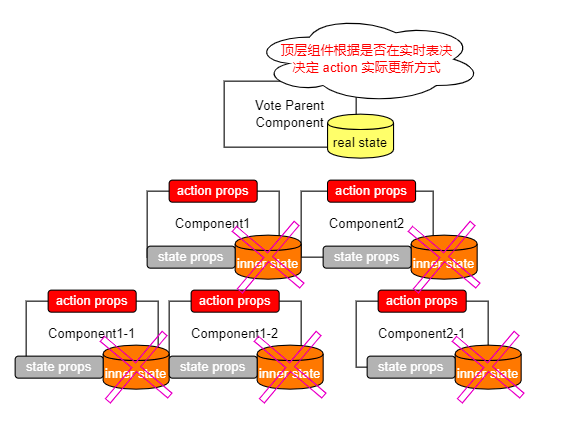 顶层组件根据是否在实时表决
决定 action 实际更新方式
Vote Parent
Component
real state
action props
action props
Component1
Component2
state props
inner state
state props
inner state
action props
action props
action props
Component1-1
Component1-2
Component2-1
state props
inner state
state props
inner state
state props
inner state